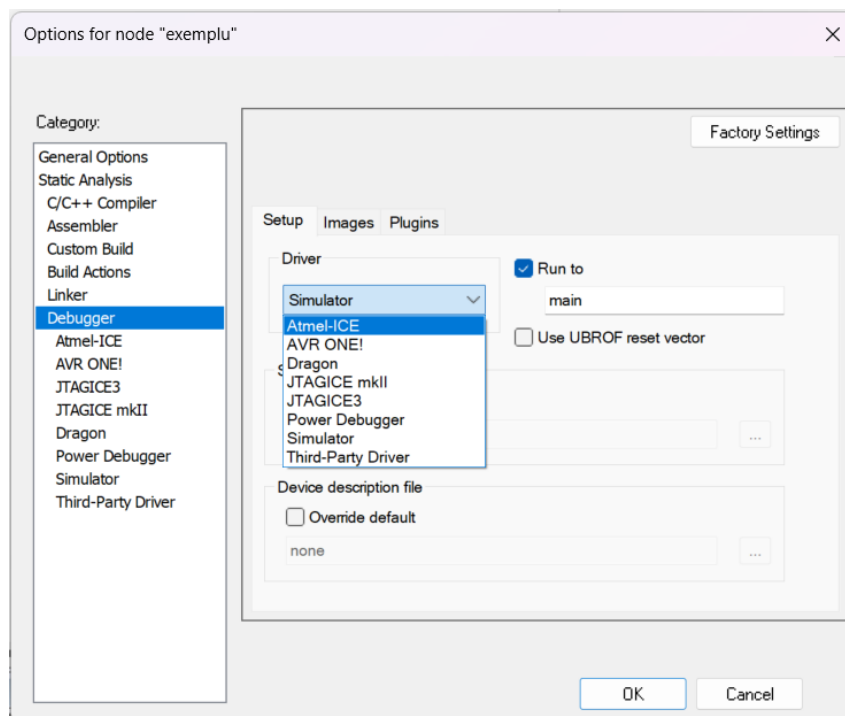 Options for node "exemplu"
Category:
Factory Settings
General Options
Static Analysis
C/C++ Compiler
Assembler
Custom Build
Build Actions
Linker
Debugger
Atmel-ICE
AVR ONE!
JTAGICE3
JTAGICE mkII
Dragon
Power Debugger
Simulator
Third-Party Driver
Setup Images Plugins
Driver
Simulator
Atmel-ICE
AVR ONE!
Dragon
JTAGICE mkII
JTAGICE3
Power Debugger
Simulator
Third-Party Driver
Run to
main
Use UBROF reset vector
S
...
Device description file
Override default
none
...
OK Cancel